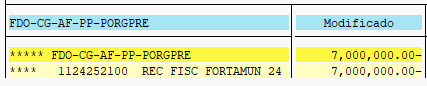 FDO-CG-AF-PP-PORGPRE Modificado
***** FDO-CG-AF-PP-PORGPRE 7,000,000.00-
**** 1124252100 REC FISC FORTAMUN 24 7,000,000.00-